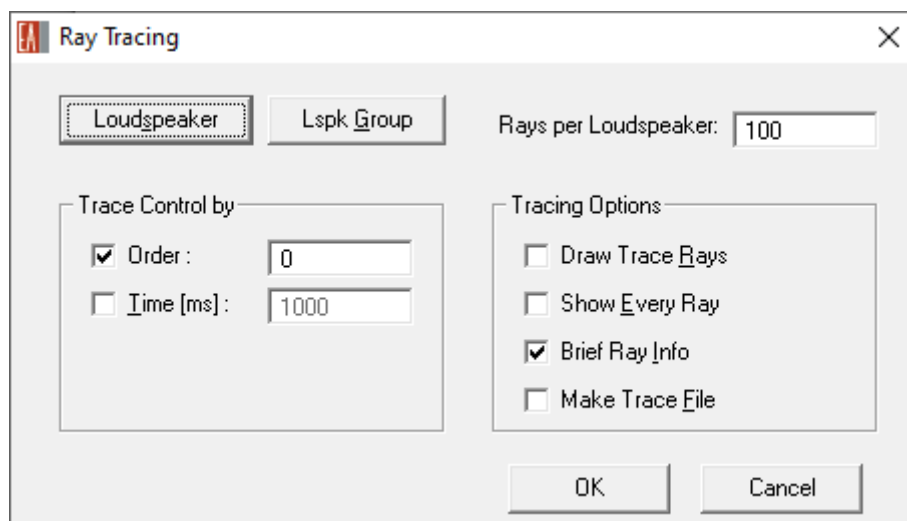 EA Ray Tracing
Loudspeaker Lspk Group Rays per Loudspeaker: 100
Trace Control by
Order : 0
Time [ms] : 1000
Tracing Options
Draw Trace Rays
Show Every Ray
Brief Ray Info
Make Trace File
OK Cancel